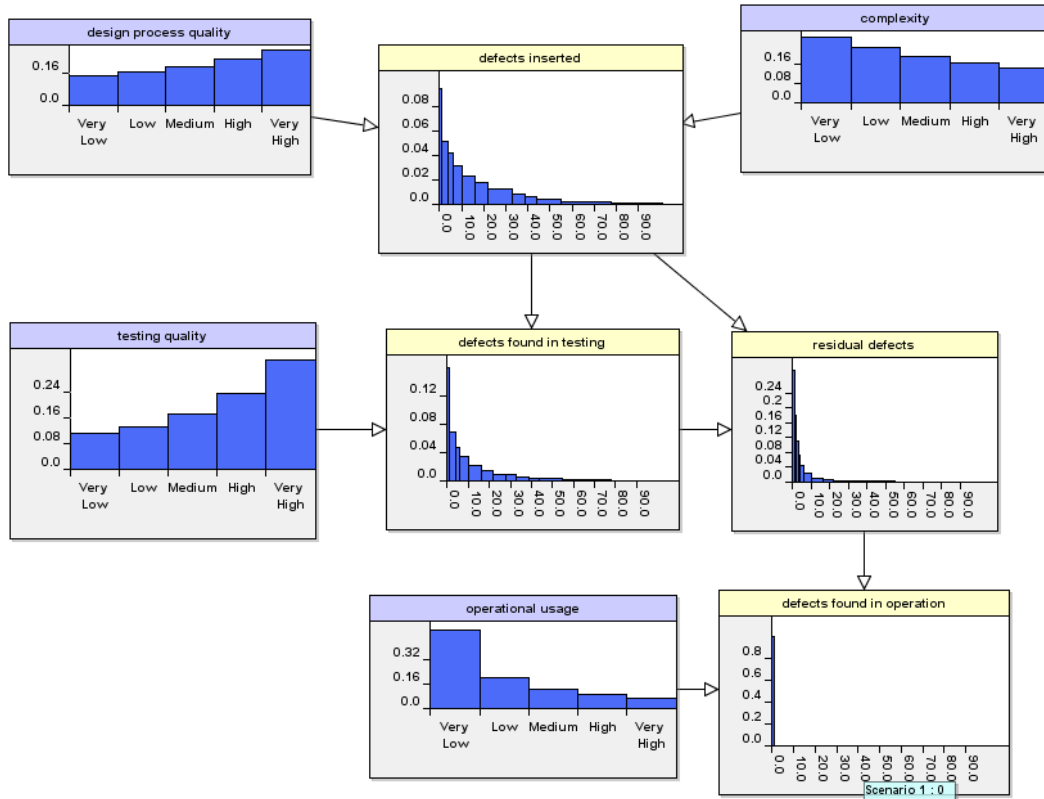 design process quality
0.16
0.0
Very Low
Low
Medium
High
Very High
complexity
0.16
0.08
0.0
Very Low
Low
Medium
High
Very High
defects inserted
0.08
0.06
0.04
0.02
0.0
0.0
10.0
20.0
30.0
40.0
50.0
60.0
70.0
80.0
90.0
testing quality
0.24
0.16
0.08
0.0
Very Low
Low
Medium
High
Very High
defects found in testing
0.12
0.08
0.04
0.0
0.0
10.0
20.0
30.0
40.0
50.0
60.0
70.0
80.0
90.0
residual defects
0.24
0.2
0.16
0.12
0.08
0.04
0.0
0.0
10.0
20.0
30.0
40.0
50.0
60.0
70.0
80.0
90.0
operational usage
0.32
0.16
0.0
Very Low
Low
Medium
High
Very High
defects found in operation
0.8
0.6
0.4
0.2
0.0
0.0
10.0
20.0
30.0
40.0
50.0
60.0
70.0
80.0
90.0
Scenario 1 : 0